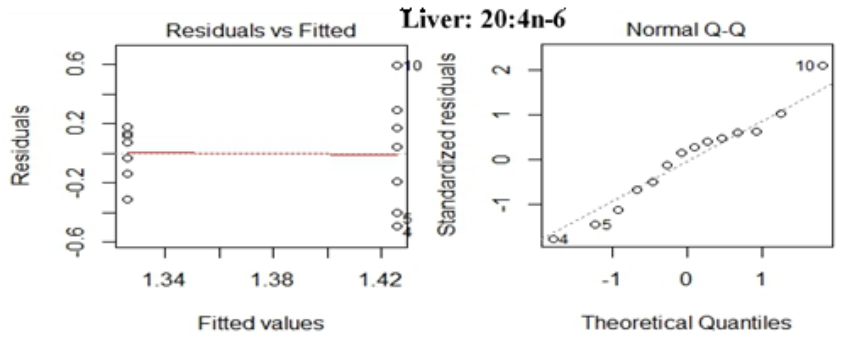 Liver: 20:4n-6
Residuals vs Fitted
Residuals
0.6
0.2
-0.2
-0.6
10
5
4
1.34 1.38 1.42
Fitted values
Normal Q-Q
Standardized residuals
2
1
0
-1
10
5
4
-1 0 1
Theoretical Quantiles